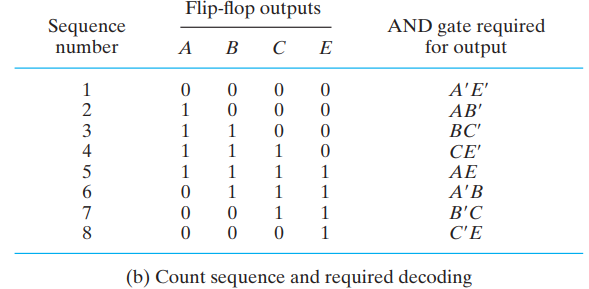 Flip-flop outputs
Sequence number A B C E AND gate required for output
1 0 0 0 0 A′E′
2 1 0 0 0 AB′
3 1 1 0 0 BC′
4 1 1 1 0 CE′
5 1 1 1 1 AE
6 0 1 1 1 A′B
7 0 0 1 1 B′C
8 0 0 0 1 C′E
(b) Count sequence and required decoding